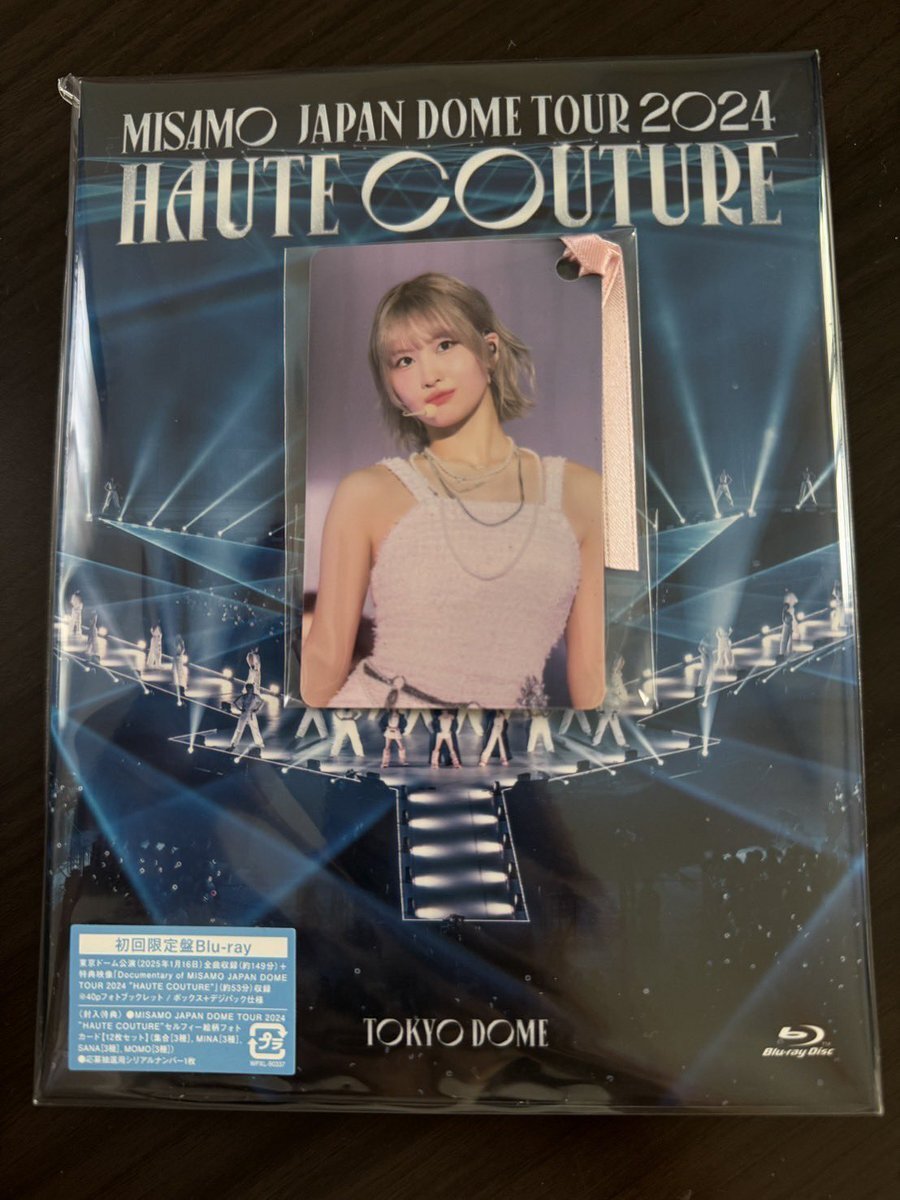 MISAMO JAPAN DOME TOUR 2024
HAUTE COUTURE
初回限定盤Blu-ray
東京ドーム公演(2025年1月16日)全曲収録(約149分)+
特典映像「Documentary of MISAMO JAPAN DOME
TOUR 2024 "HAUTE COUTURE"」(約53分)収録
※40pフォトブックレット / ボックス+デジパック仕様
〈封入特典〉●MISAMO JAPAN DOME TOUR 2024
"HAUTE COUTURE"セルフィー絵柄フォト
カード【12枚セット】(集合[3種]、MINA[3種]、
SANA[3種]、MOMO[3種])
●応募抽選用シリアルナンバー1枚
プラ
WPXL-90337
TOKYO DOME
Blu-ray Disc